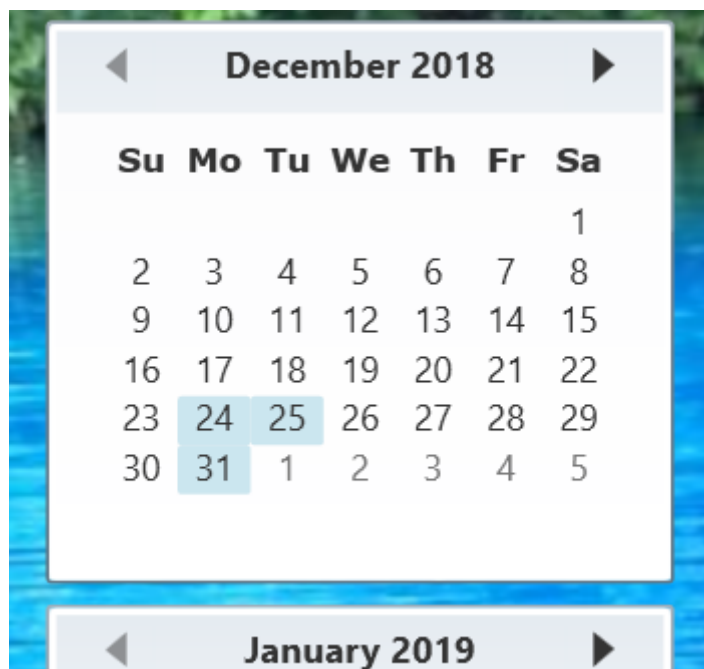 December 2018
Su Mo Tu We Th Fr Sa
1
2 3 4 5 6 7 8
9 10 11 12 13 14 15
16 17 18 19 20 21 22
23 24 25 26 27 28 29
30 31 1 2 3 4 5
January 2019